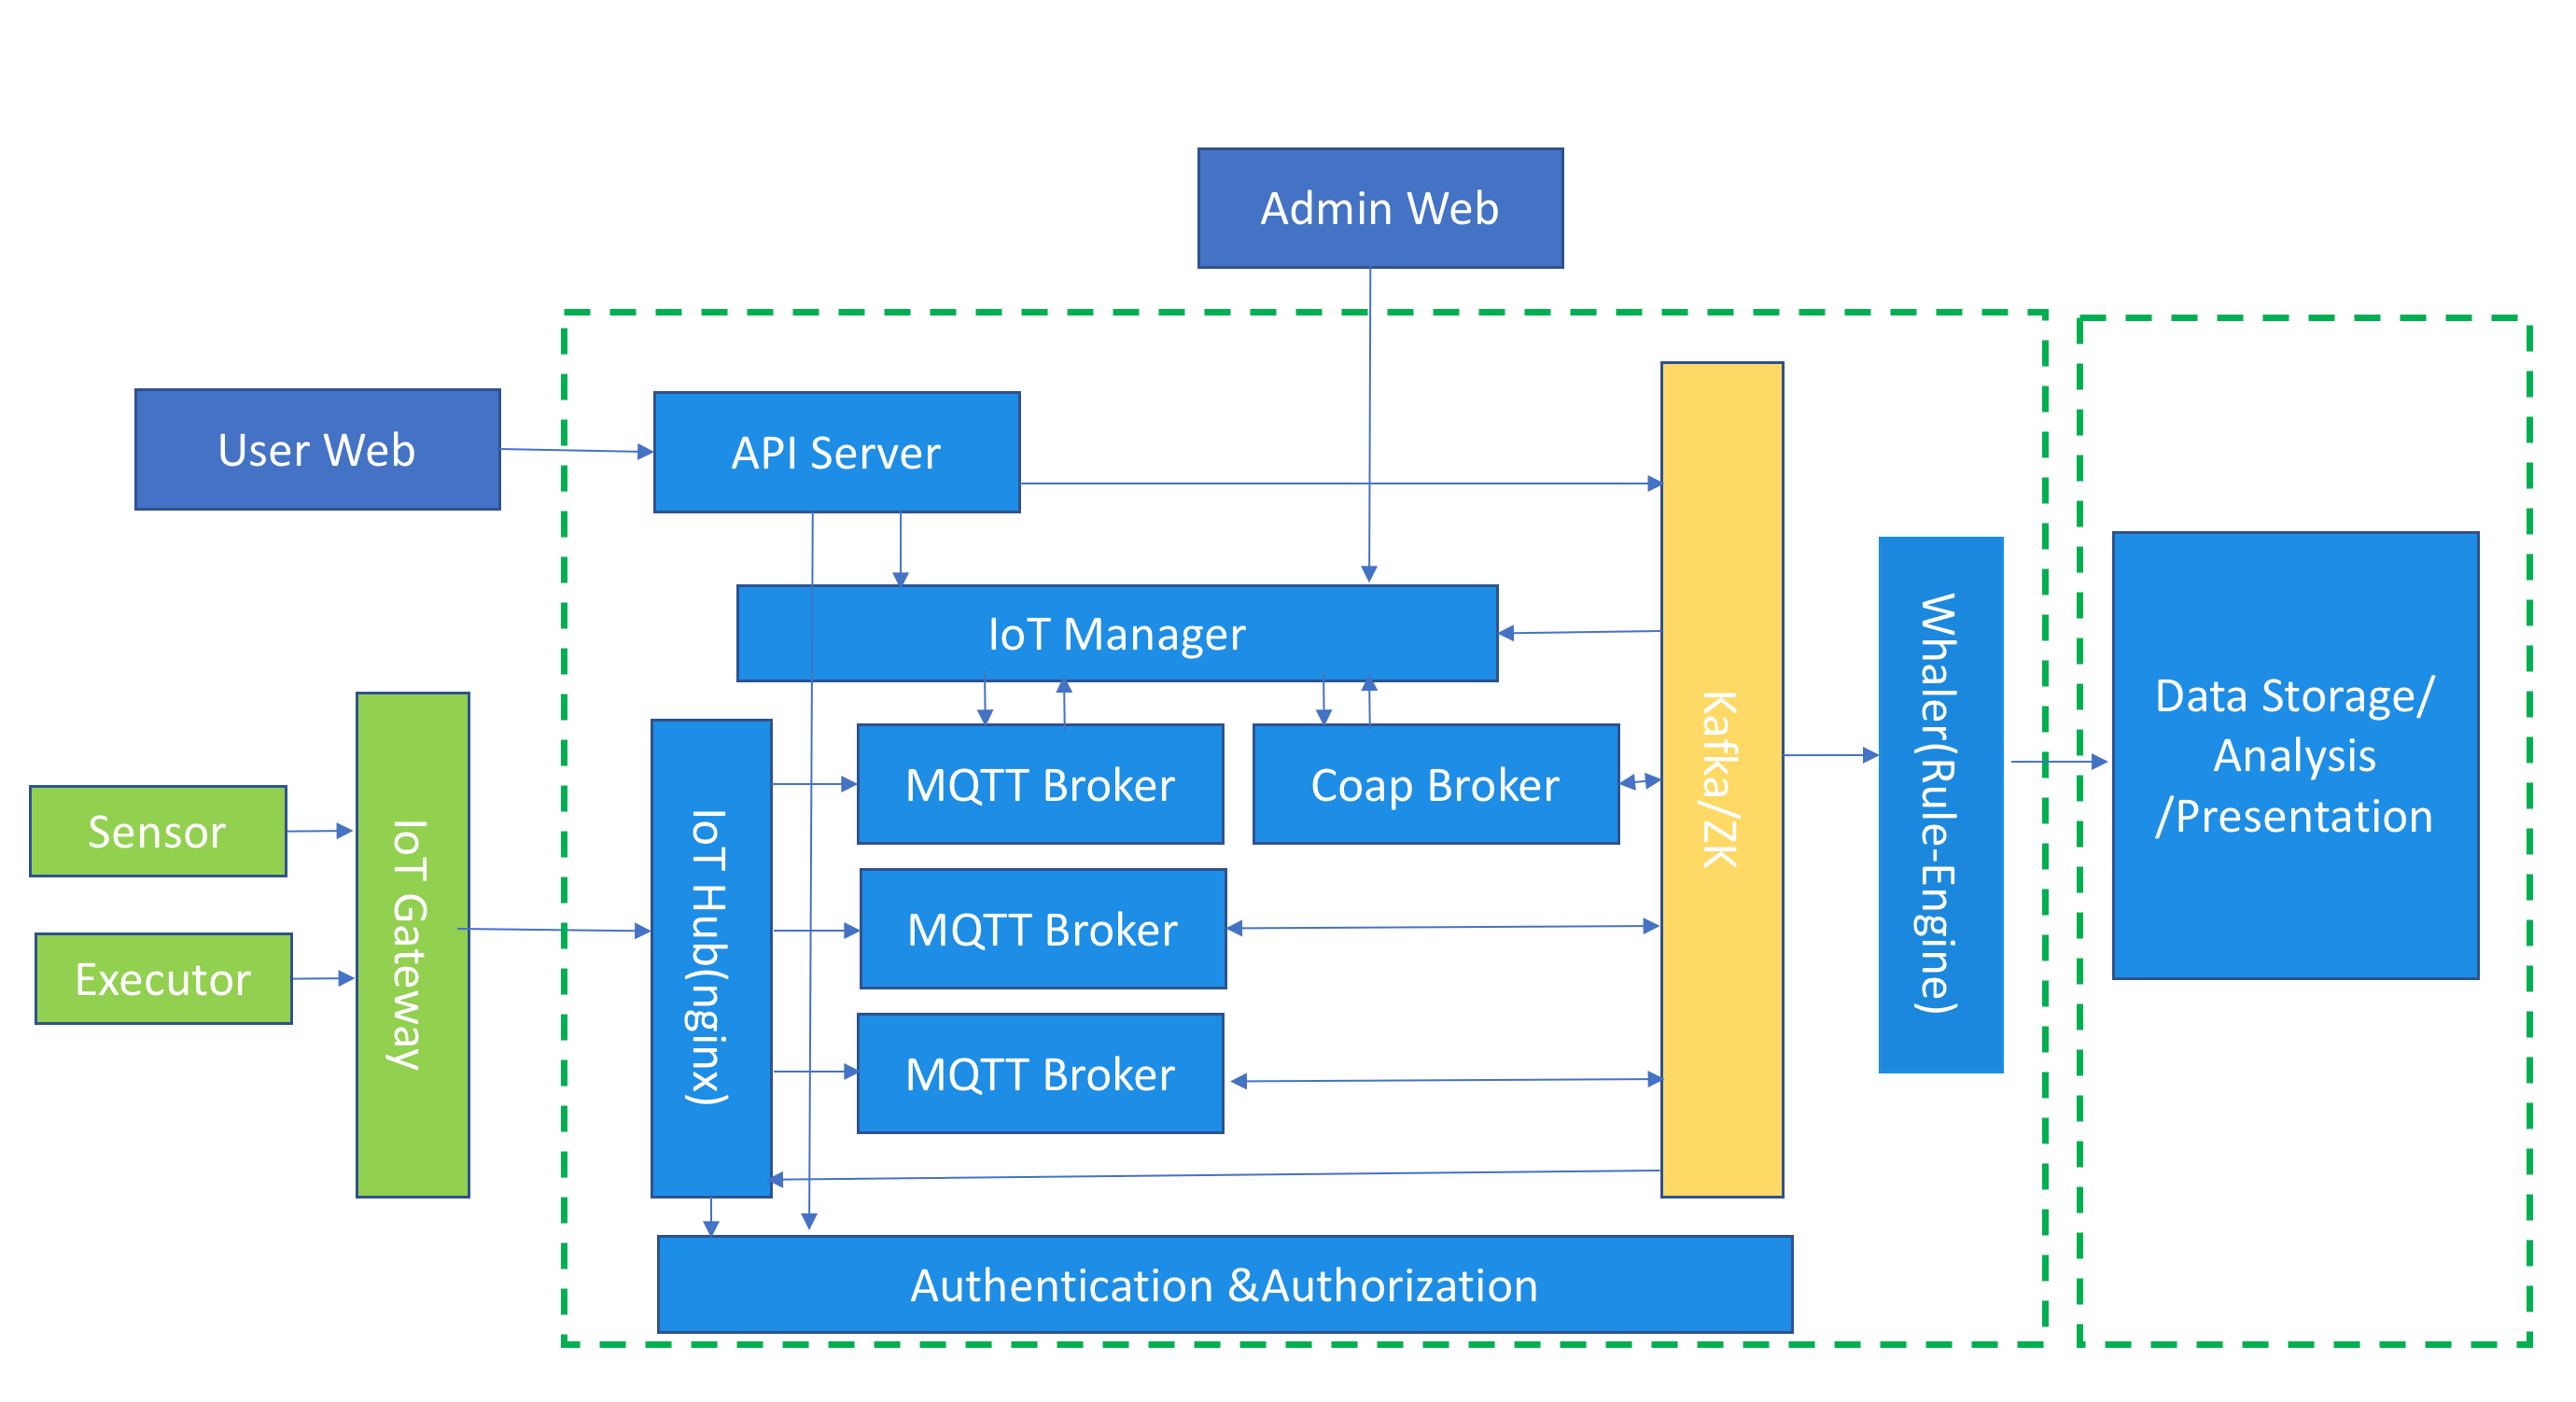 Admin Web
User Web
API Server
IoT Manager
Sensor
Executor
IoT Gateway
IoT Hub(nginx)
MQTT Broker
Coap Broker
MQTT Broker
MQTT Broker
Kafka/ZK
Whaler(Rule-Engine)
Data Storage/
Analysis
/Presentation
Authentication &Authorization